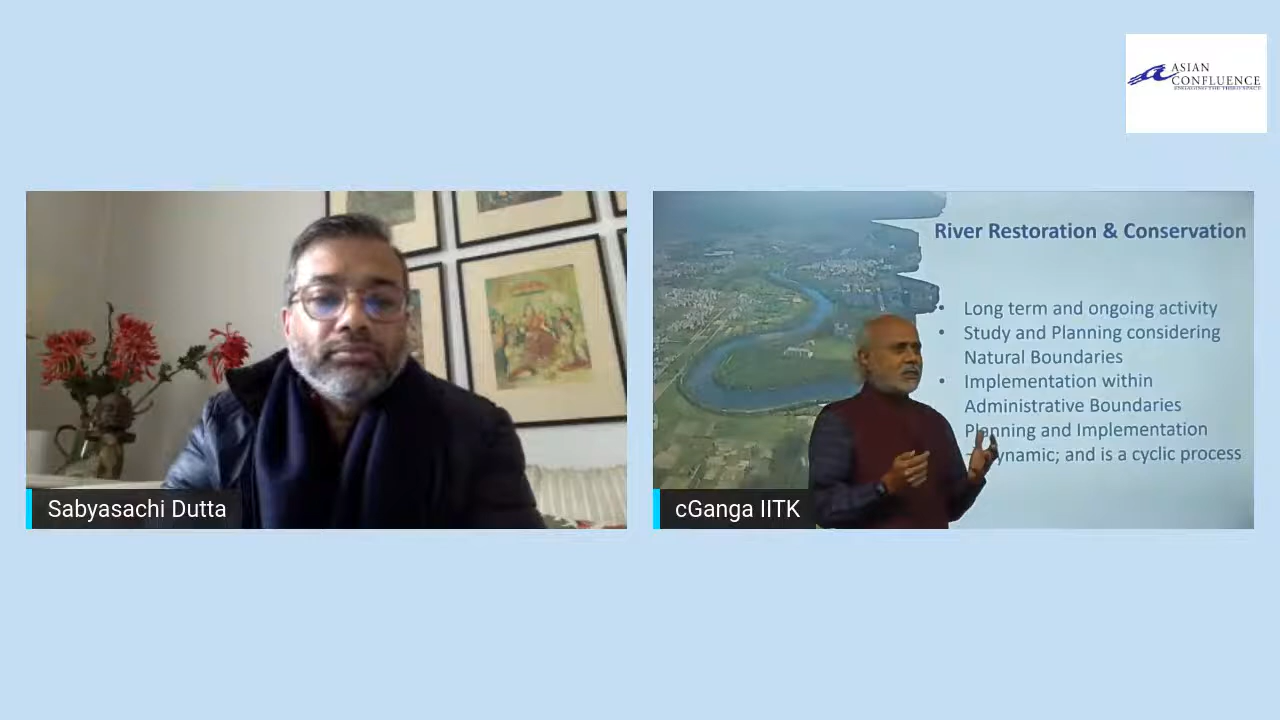 ASIAN
CONFLUENCE
River Restoration & Conservation
• Long term and ongoing activity
• Study and Planning considering
Natural Boundaries
• Implementation within
Administrative Boundaries
Planning and Implementation
dynamic; and is a cyclic process
Sabyasachi Dutta
cGanga IITK